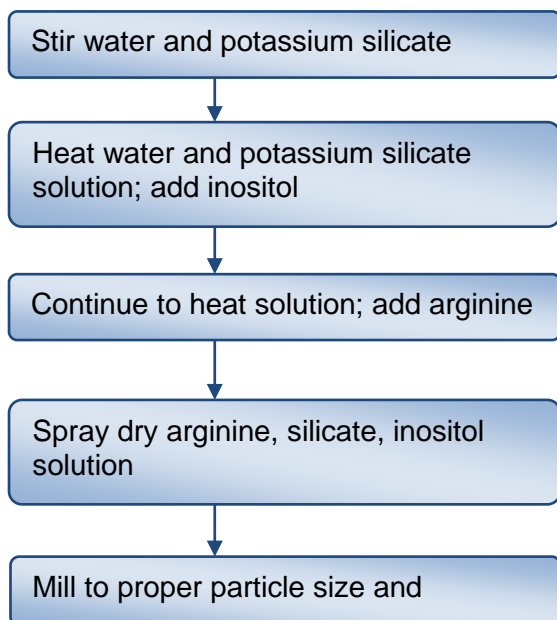 Stir water and potassium silicate
Heat water and potassium silicate
solution; add inositol
Continue to heat solution; add arginine
Spray dry arginine, silicate, inositol
solution
Mill to proper particle size and